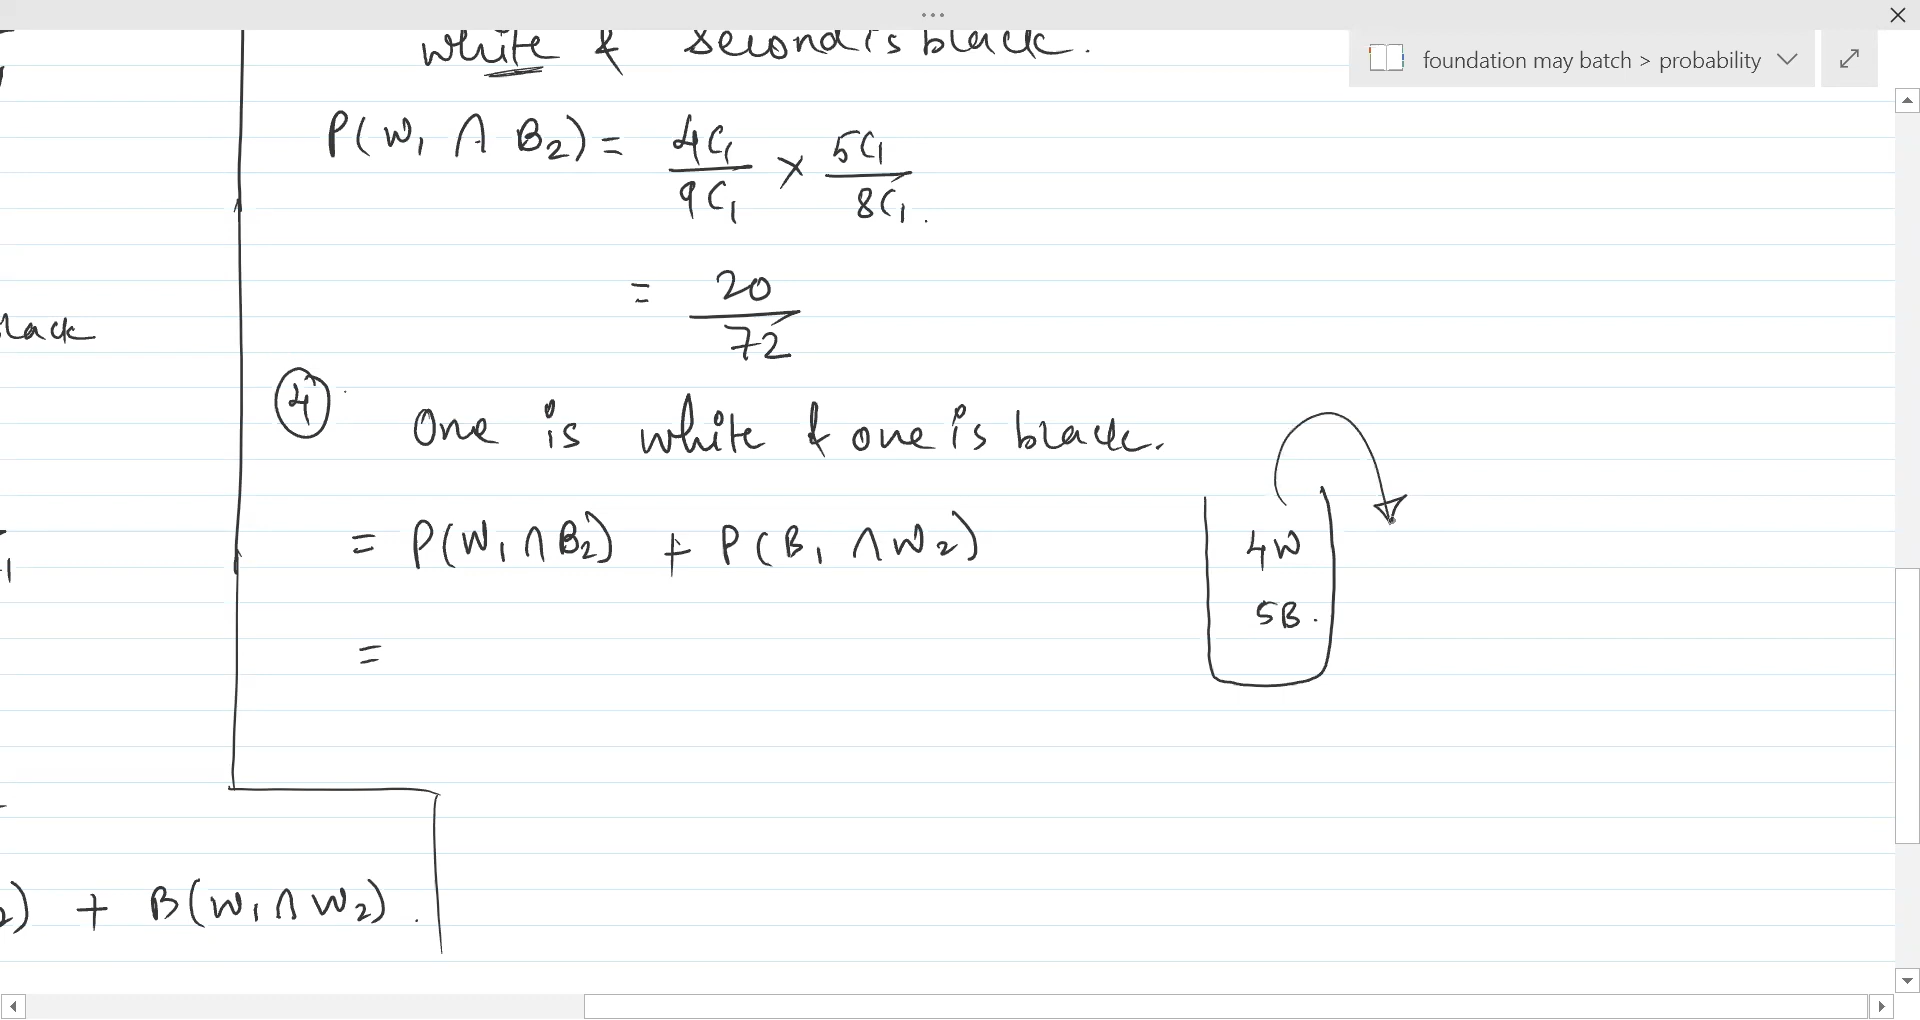 foundation may batch > probability
white & second is black.
P(W₁ ∩ B₂) = 4C₁/9C₁ × 5C₁/8C₁.
= 20/72
lack
④ One is white & one is black.
= P(W₁ ∩ B₂) + P(B₁ ∩ W₂)
4W
5B.
=
₂) + B(W₁ ∩ W₂).